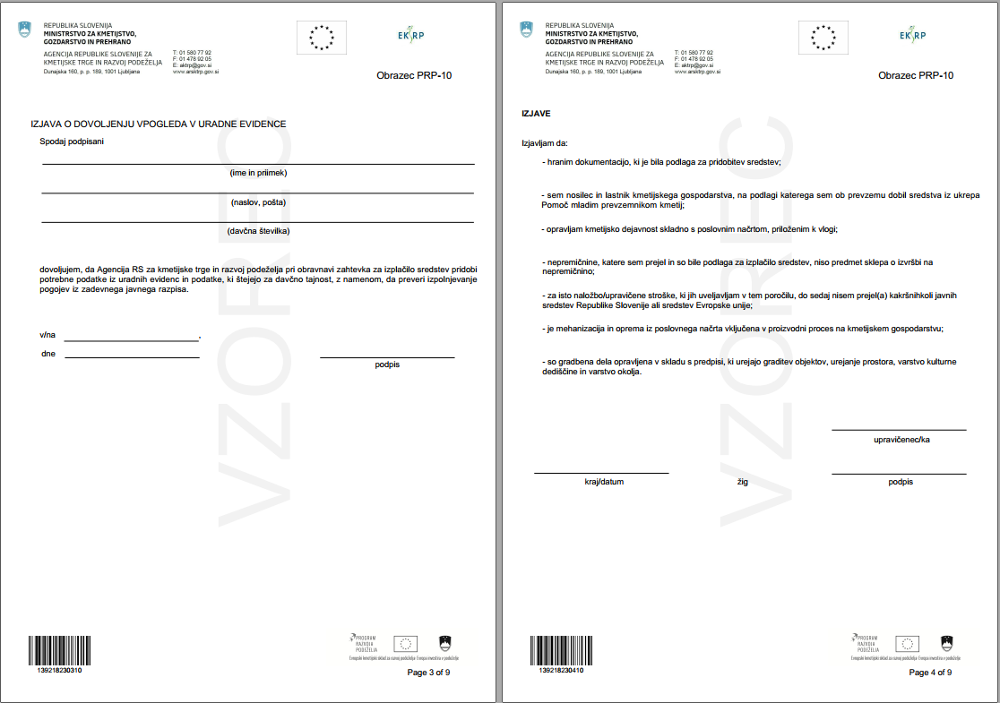 REPUBLIKA SLOVENIJA
MINISTRSTVO ZA KMETIJSTVO,
GOZDARSTVO IN PREHRANO
AGENCIJA REPUBLIKE SLOVENIJE ZA
KMETIJSKE TRGE IN RAZVOJ PODEŽELJA
Dunajska 160, p. p. 189, 1001 Ljubljana
T: 01 580 77 92
F: 01 478 92 05
E: aktrp@gov.si
www.arsktrp.gov.si
EKSRP
Obrazec PRP-10
IZJAVA O DOVOLJENJU VPOGLEDA V URADNE EVIDENCE
Spodaj podpisani
(ime in priimek)
(naslov, pošta)
(davčna številka)
dovoljujem, da Agencija RS za kmetijske trge in razvoj podeželja pri obravnavi zahtevka za izplačilo sredstev pridobi
potrebne podatke iz uradnih evidenc in podatke, ki štejejo za davčno tajnost, z namenom, da preveri izpolnjevanje
pogojev iz zadevnega javnega razpisa.
v/na ,
dne
podpis
VZOREC
139218230310
PROGRAM
RAZVOJA
PODEŽELJA
Evropski kmetijski sklad za razvoj podeželja: Evropa investira v podeželje
Page 3 of 9
REPUBLIKA SLOVENIJA
MINISTRSTVO ZA KMETIJSTVO,
GOZDARSTVO IN PREHRANO
AGENCIJA REPUBLIKE SLOVENIJE ZA
KMETIJSKE TRGE IN RAZVOJ PODEŽELJA
Dunajska 160, p. p. 189, 1001 Ljubljana
T: 01 580 77 92
F: 01 478 92 05
E: aktrp@gov.si
www.arsktrp.gov.si
EKSRP
Obrazec PRP-10
IZJAVE
Izjavljam da:
- hranim dokumentacijo, ki je bila podlaga za pridobitev sredstev;
- sem nosilec in lastnik kmetijskega gospodarstva, na podlagi katerega sem ob prevzemu dobil sredstva iz ukrepa
Pomoč mladim prevzemnikom kmetij;
- opravljam kmetijsko dejavnost skladno s poslovnim načrtom, priloženim k vlogi;
- nepremičnine, katere sem prejel in so bile podlaga za izplačilo sredstev, niso predmet sklepa o izvršbi na
nepremičnino;
- za isto naložbo/upravičene stroške, ki jih uveljavljam v tem poročilu, do sedaj nisem prejel(a) kakršnihkoli javnih
sredstev Republike Slovenije ali sredstev Evropske unije;
- je mehanizacija in oprema iz poslovnega načrta vključena v proizvodni proces na kmetijskem gospodarstvu;
- so gradbena dela opravljena v skladu s predpisi, ki urejajo graditev objektov, urejanje prostora, varstvo kulturne
dediščine in varstvo okolja.
upravičenec/ka
kraj/datum
žig
podpis
VZOREC
139218230410
PROGRAM
RAZVOJA
PODEŽELJA
Evropski kmetijski sklad za razvoj podeželja: Evropa investira v podeželje
Page 4 of 9